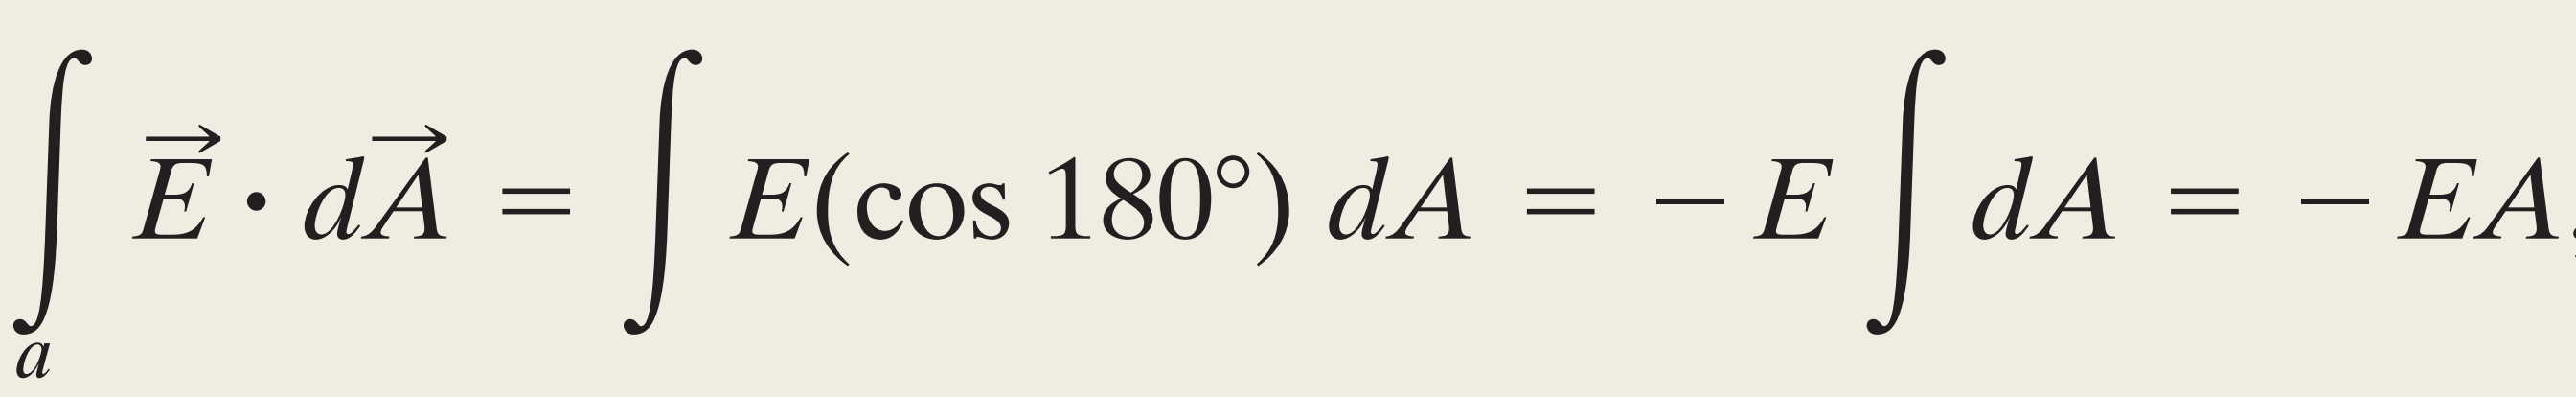 ∫ₐ E⃗ · dA⃗ = ∫ E(cos 180°) dA = −E ∫ dA = −EA,